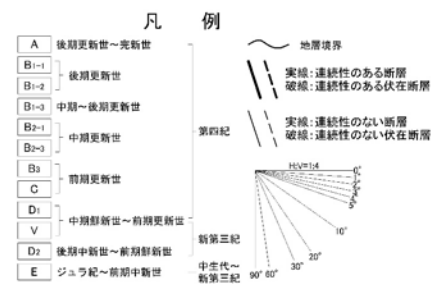 凡 例
A 後期更新世～完新世
B1-1
B1-2
後期更新世
B1-3 中期～後期更新世
B2-1
B2-3
中期更新世
B3
C
前期更新世
D1
V
中期鮮新世～前期更新世
D2 後期中新世～前期鮮新世
E ジュラ紀～前期中新世
第四紀
新第三紀
中生代～
新第三紀
地層境界
実線：連続性のある断層
破線：連続性のある伏在断層
実線：連続性のない断層
破線：連続性のない伏在断層
H:V=1:4
0°
10°
20°
30°
60°
90°